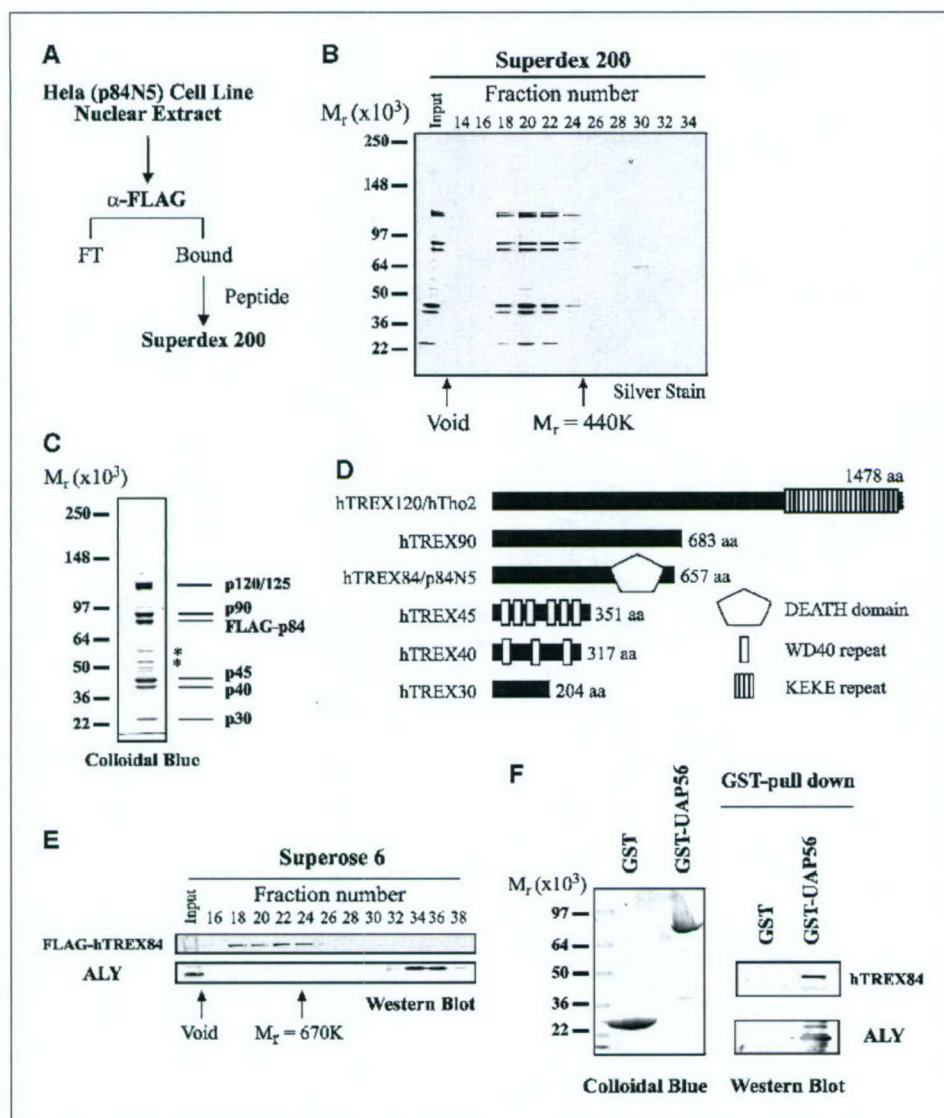 A
Hela (p84N5) Cell Line
Nuclear Extract
α-FLAG
FT Bound
Peptide
Superdex 200
B
Superdex 200
Fraction number
Mr (x10³)
Input 14 16 18 20 22 24 26 28 30 32 34
250
148
97
64
50
36
22
Silver Stain
Void Mr = 440K
C
Mr (x10³)
250
148
97
64
50
36
22
p120/125
p90
FLAG-p84
*
*
p45
p40
p30
Colloidal Blue
D
1478 aa
hTREX120/hTho2
hTREX90 683 aa
hTREX84/p84N5 657 aa
hTREX45 351 aa
hTREX40 317 aa
hTREX30 204 aa
DEATH domain
WD40 repeat
KEKE repeat
E
Superose 6
Fraction number
Input 16 18 20 22 24 26 28 30 32 34 36 38
FLAG-hTREX84
ALY
Western Blot
Void Mr = 670K
F
GST-pull down
GST
GST-UAP56
GST
GST-UAP56
Mr (x10³)
97
64
50
36
22
hTREX84
ALY
Colloidal Blue Western Blot